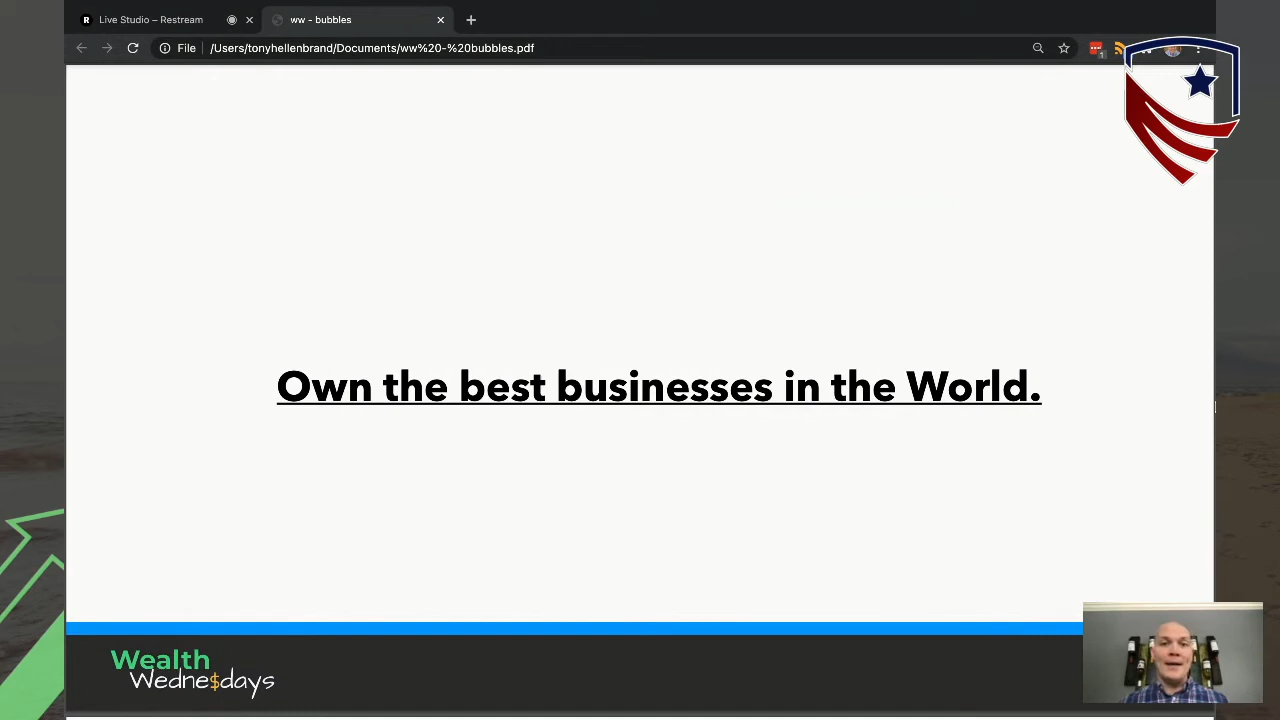 R Live Studio – Restream
ww - bubbles
File /Users/tonyhellenbrand/Documents/ww%20-%20bubbles.pdf
1
Own the best businesses in the World.
Wealth
Wedne$days